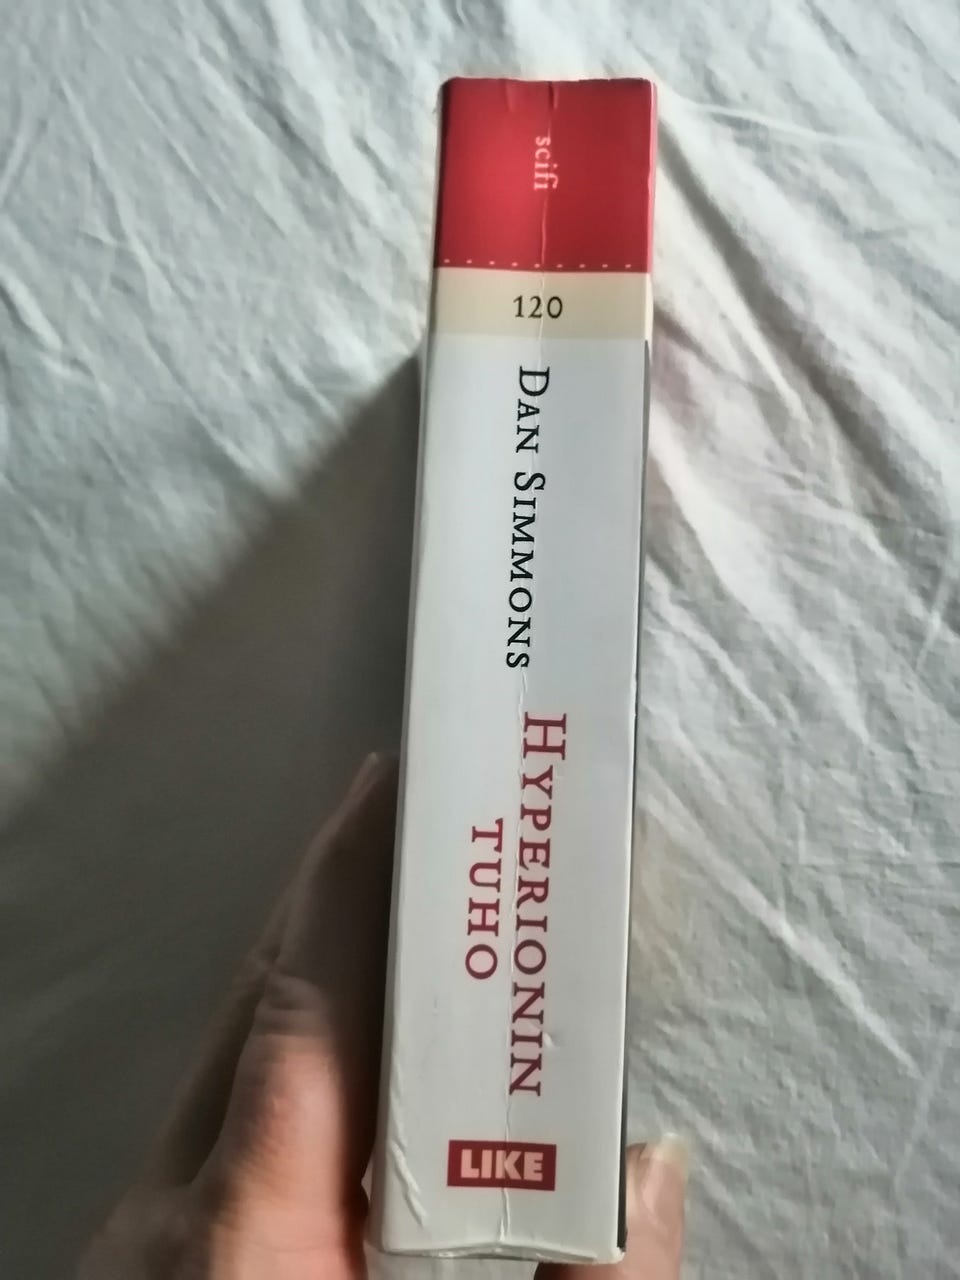 scifi
120
DAN SIMMONS
HYPERIONIN
TUHO
LIKE